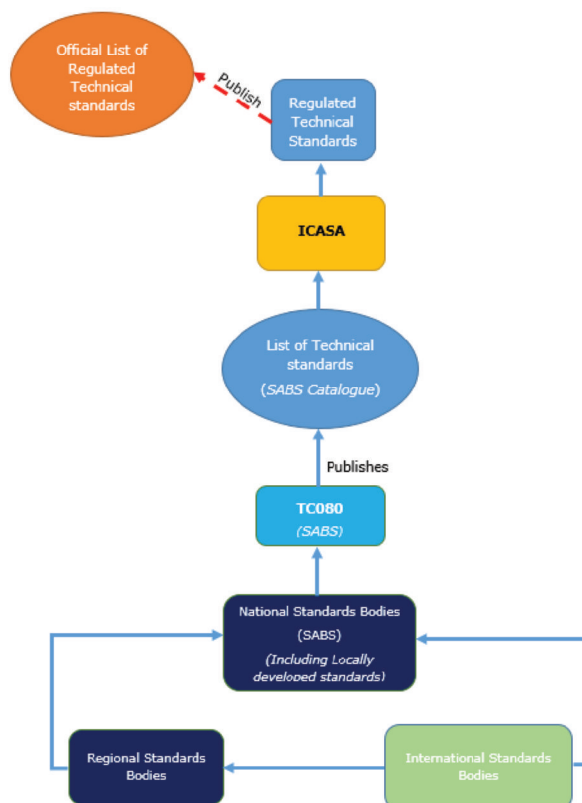 Official List of
Regulated
Technical
standards
Publish
Regulated
Technical
Standards
ICASA
List of Technical
standards
(SABS Catalogue)
Publishes
TC080
(SABS)
National Standards Bodies
(SABS)
(Including Locally
developed standards)
Regional Standards
Bodies
International Standards
Bodies